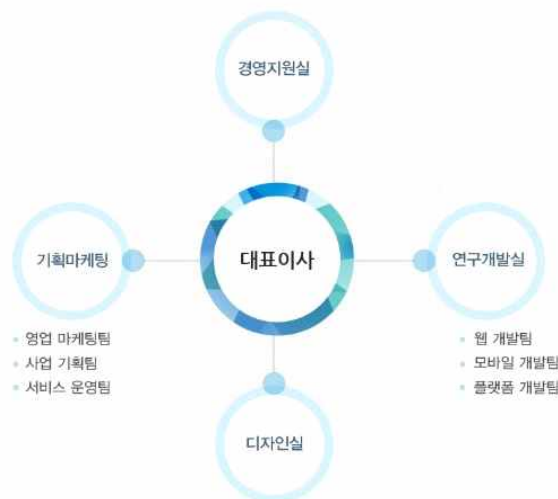 경영지원실
기획마케팅
대표이사
연구개발실
영업 마케팅팀
사업 기획팀
서비스 운영팀
웹 개발팀
모바일 개발팀
플랫폼 개발팀
디자인실